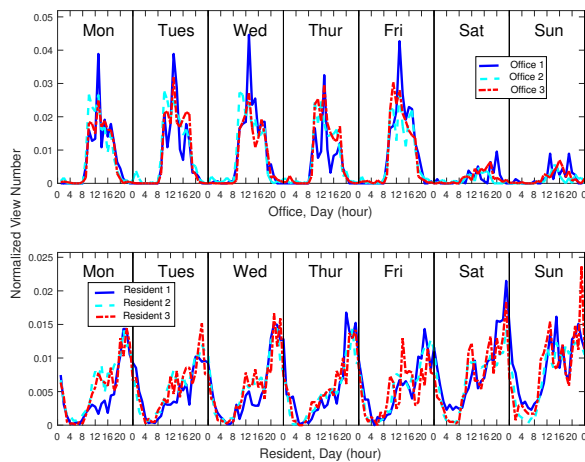 Normalized View Number
Mon Tues Wed Thur Fri Sat Sun
Office 1
Office 2
Office 3
0.05
0.04
0.03
0.02
0.01
0
0 4 8 12 16 20 0 4 8 12 16 20 0 4 8 12 16 20 0 4 8 12 16 20 0 4 8 12 16 20 0 4 8 12 16 20 0 4 8 12 16 20 0
Office, Day (hour)
Mon Tues Wed Thur Fri Sat Sun
Resident 1
Resident 2
Resident 3
0.025
0.02
0.015
0.01
0.005
0
0 4 8 12 16 20 0 4 8 12 16 20 0 4 8 12 16 20 0 4 8 12 16 20 0 4 8 12 16 20 0 4 8 12 16 20 0 4 8 12 16 20 0
Resident, Day (hour)